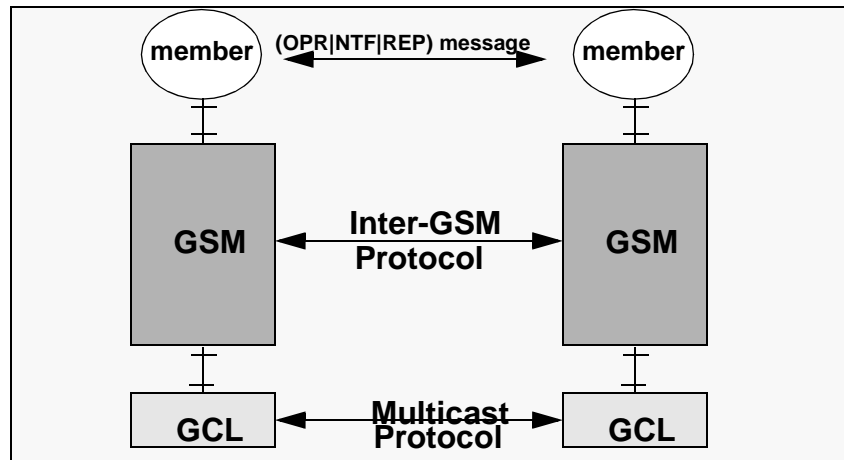 member (OPR|NTF|REP) message member
GSM Inter-GSM GSM
Protocol
GCL Multicast GCL
Protocol